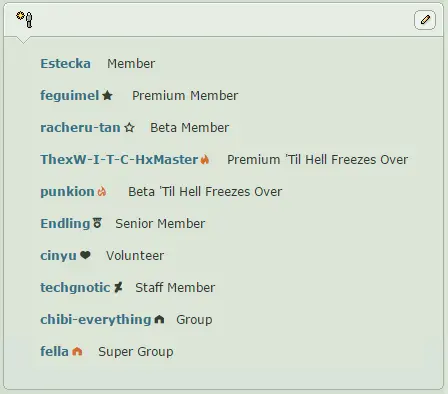 Estecka Member
feguimel Premium Member
racheru-tan Beta Member
ThexW-I-T-C-HxMaster Premium 'Til Hell Freezes Over
punkion Beta 'Til Hell Freezes Over
Endling Senior Member
cinyu Volunteer
techgnotic Staff Member
chibi-everything Group
fella Super Group